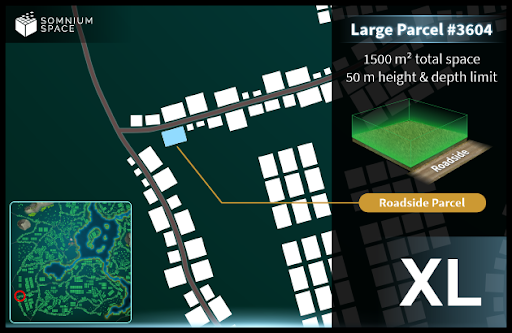 SOMNIUM
SPACE
Large Parcel #3604
1500 m² total space
50 m height & depth limit
Roadside
Roadside Parcel
XL